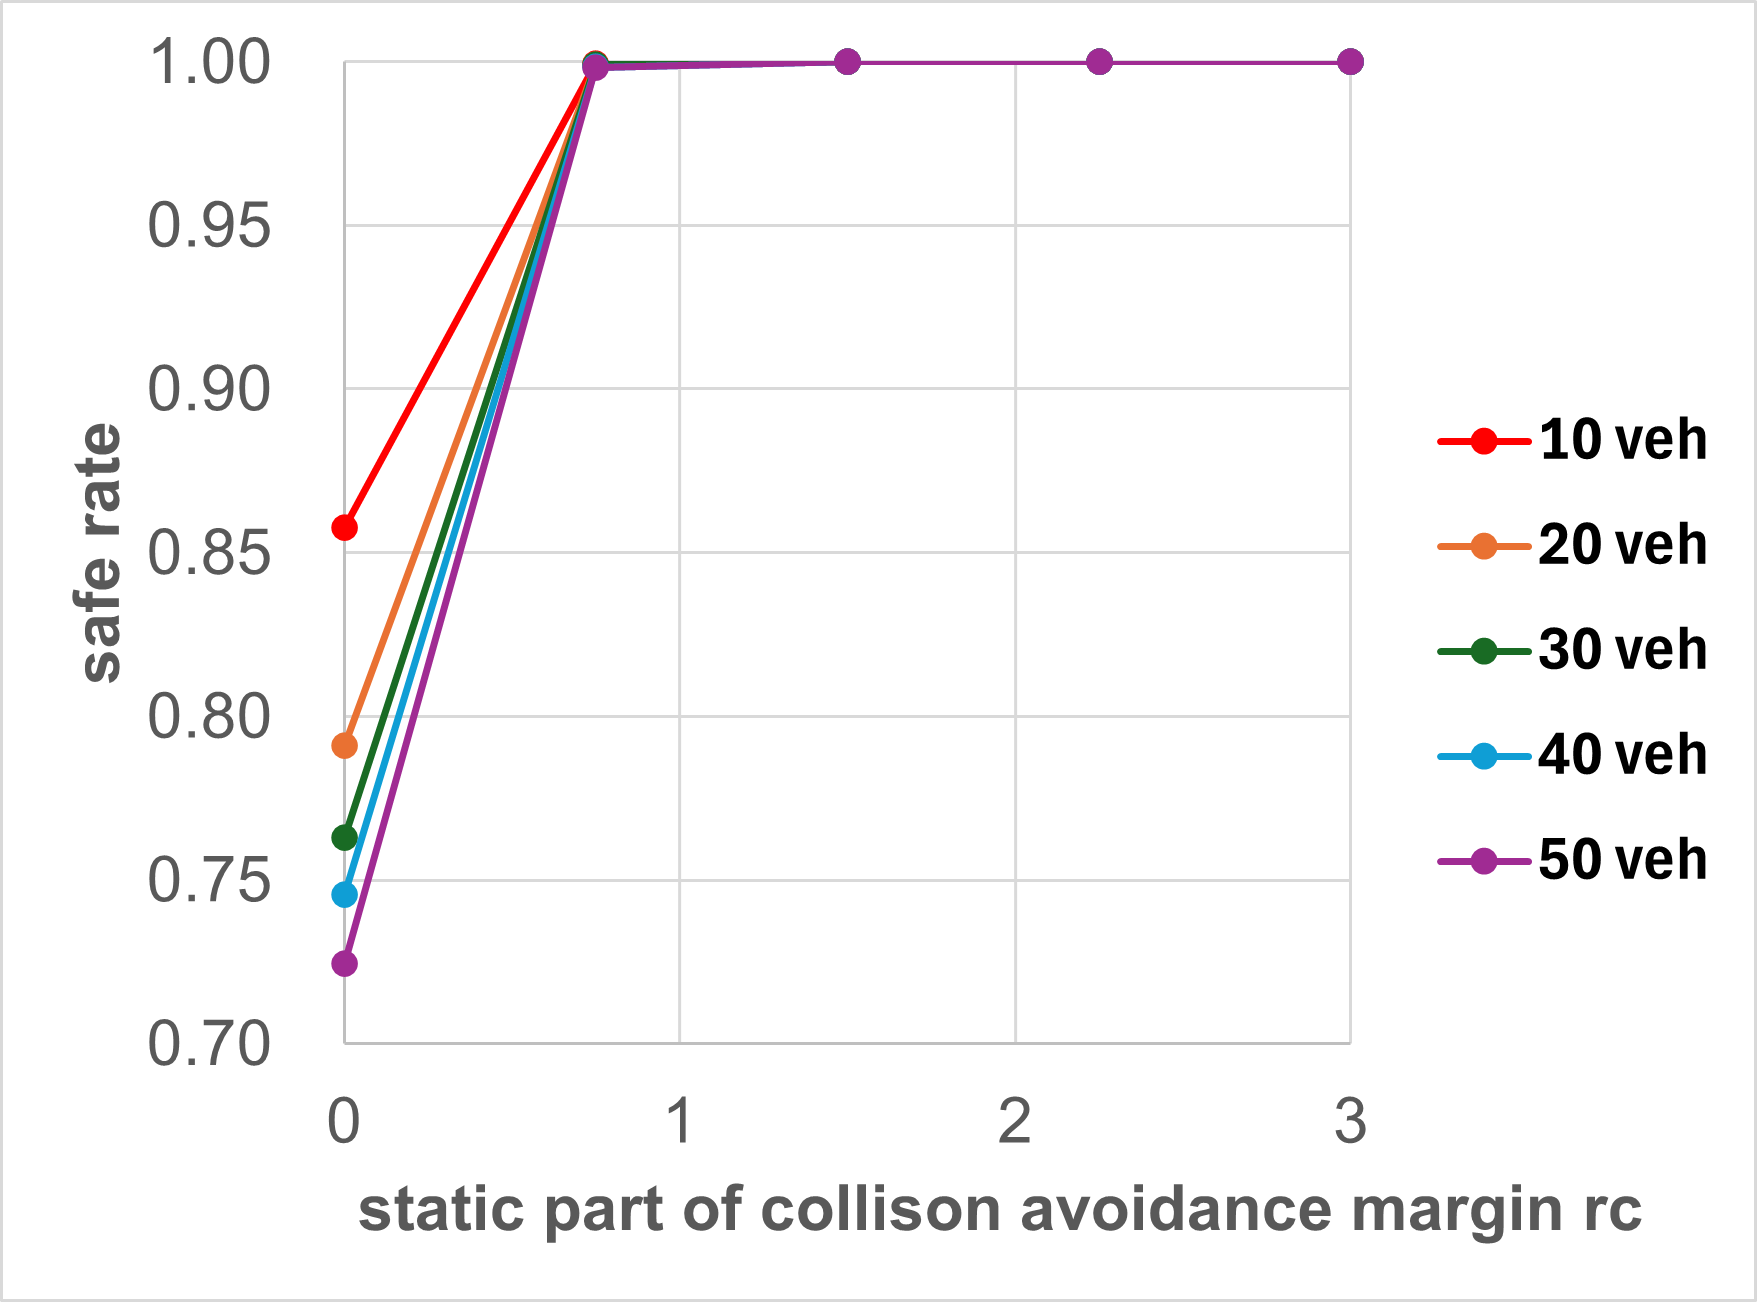 1.00
0.95
0.90
0.85
0.80
0.75
0.70
safe rate
0 1 2 3
static part of collison avoidance margin rc
10 veh
20 veh
30 veh
40 veh
50 veh